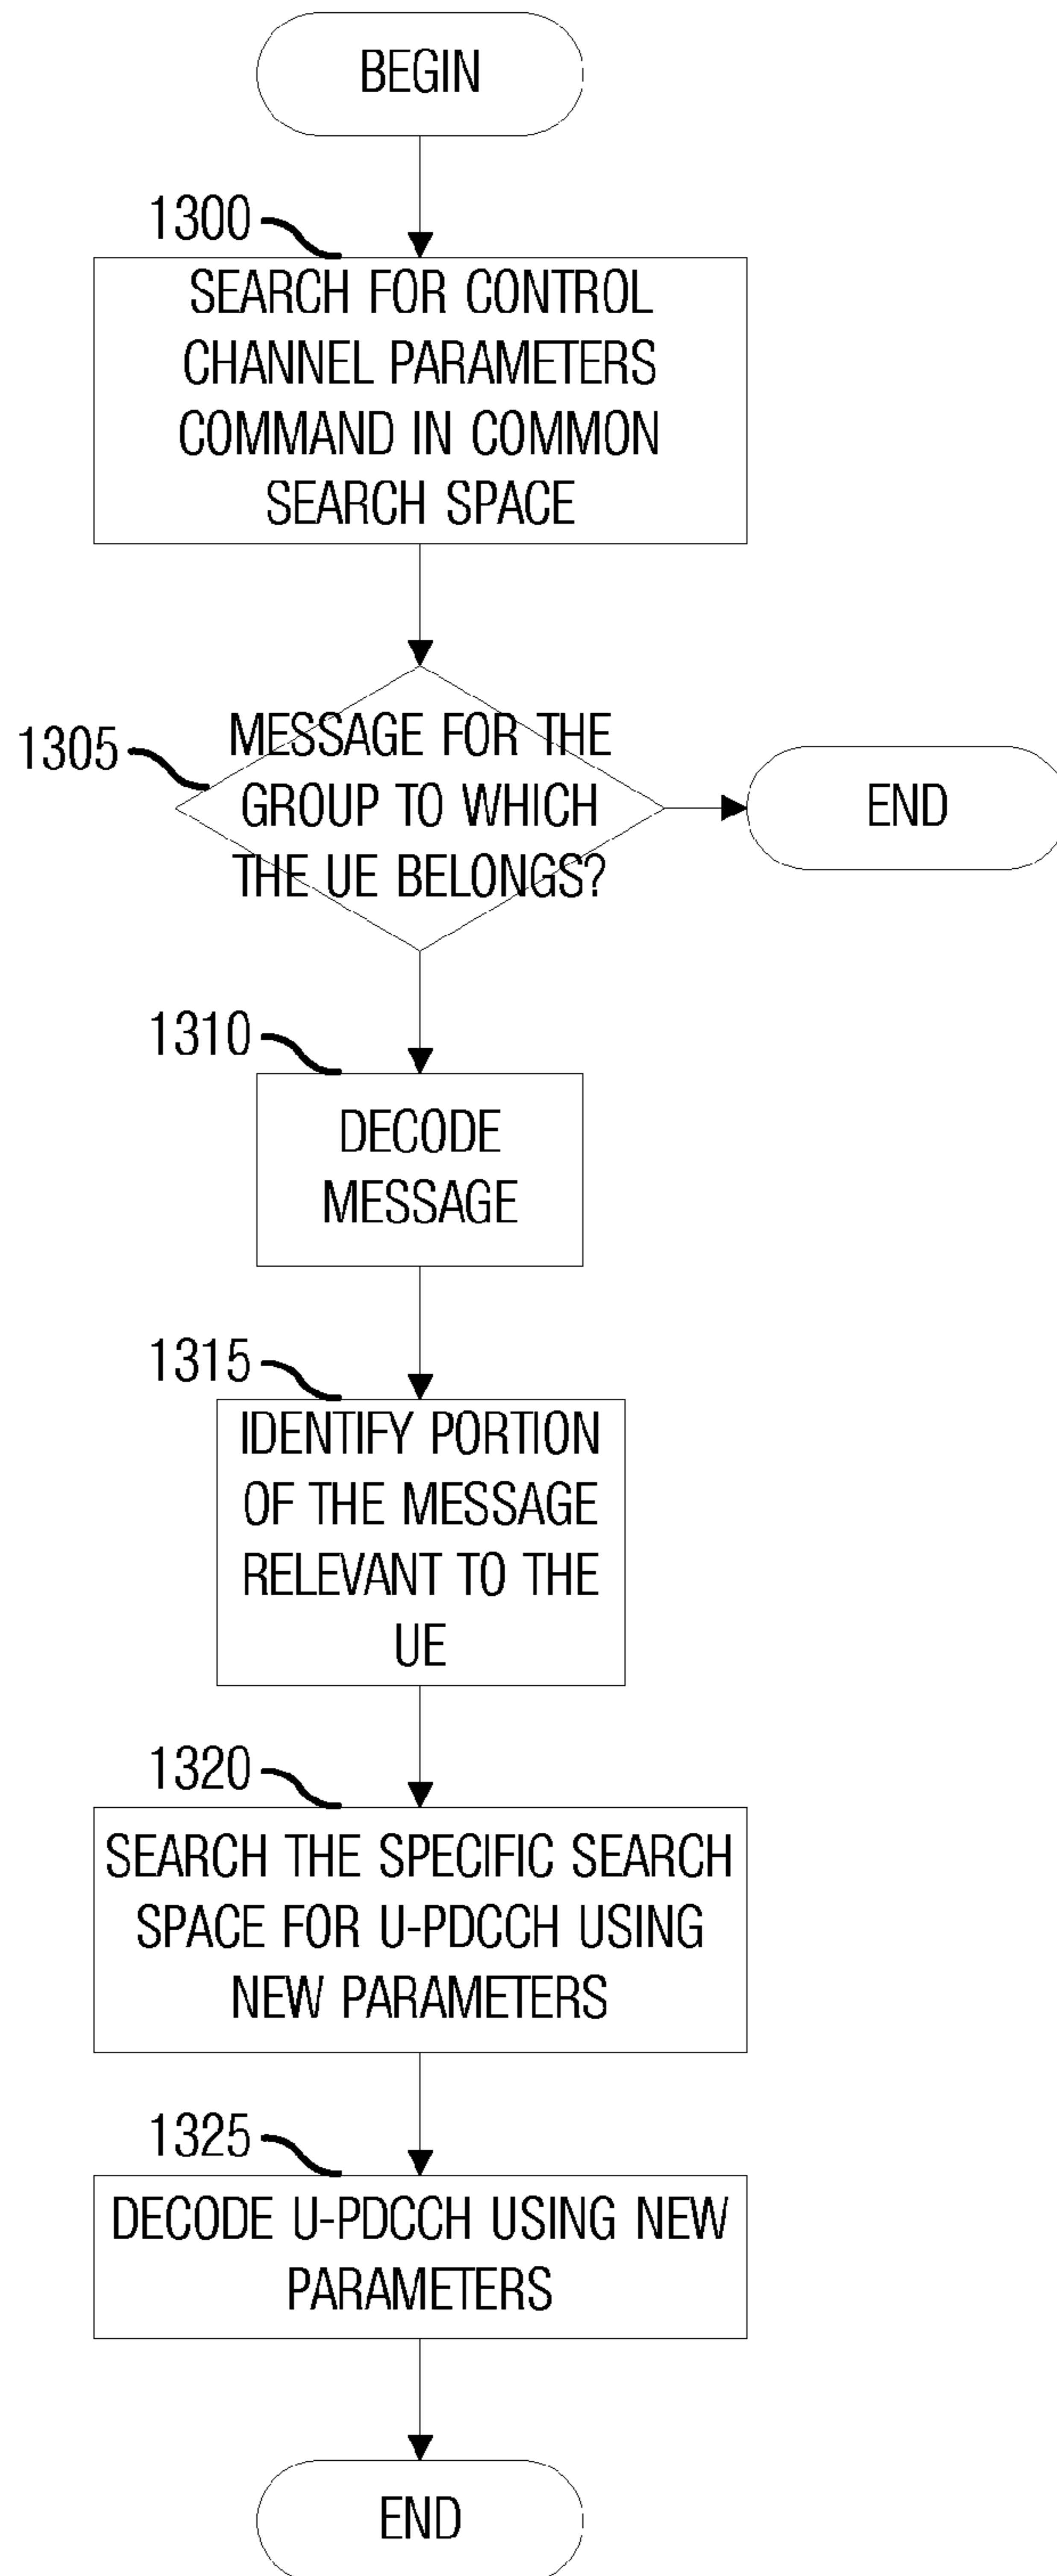 BEGIN
1300
SEARCH FOR CONTROL
CHANNEL PARAMETERS
COMMAND IN COMMON
SEARCH SPACE
1305
MESSAGE FOR THE
GROUP TO WHICH
THE UE BELONGS?
END
1310
DECODE
MESSAGE
1315
IDENTIFY PORTION
OF THE MESSAGE
RELEVANT TO THE
UE
1320
SEARCH THE SPECIFIC SEARCH
SPACE FOR U-PDCCH USING
NEW PARAMETERS
1325
DECODE U-PDCCH USING NEW
PARAMETERS
END